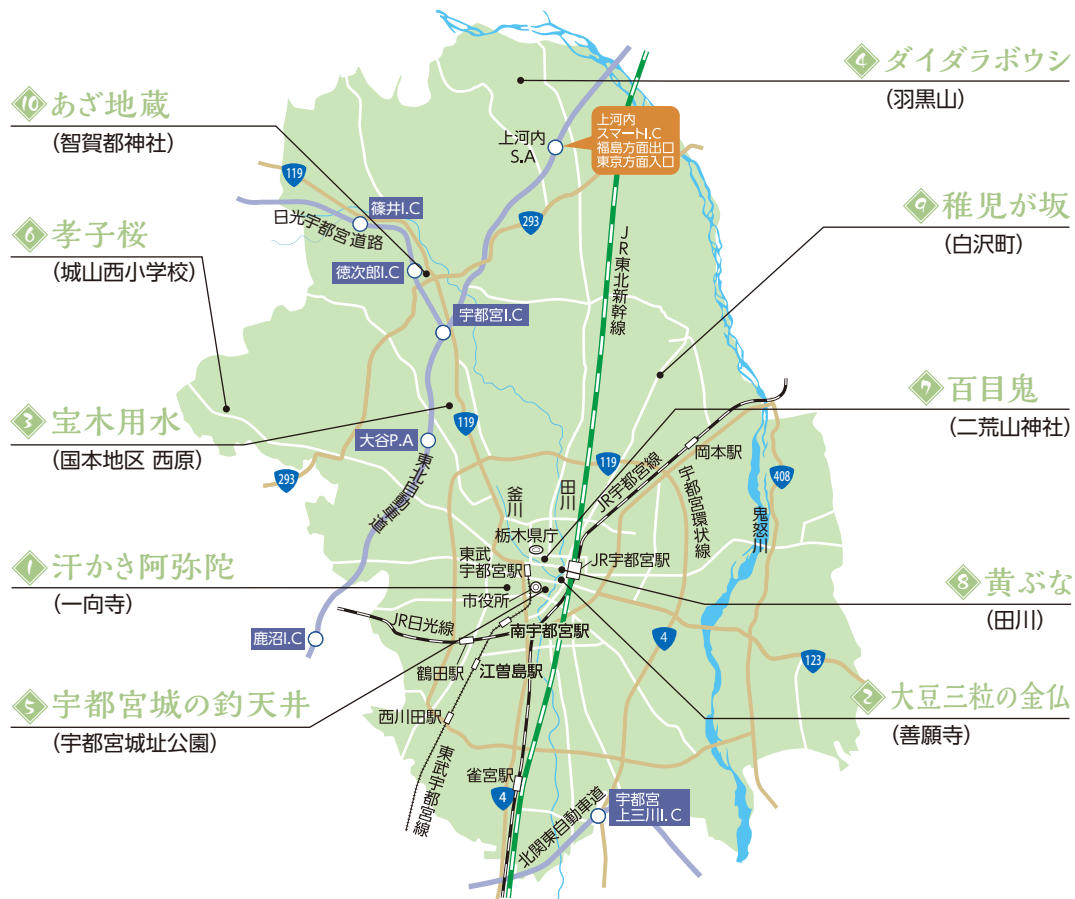 4 ダイダラボウシ
(羽黒山)
10 あざ地蔵
(智賀都神社)
上河内
S.A
上河内
スマートI.C
福島方面出口
東京方面入口
119
篠井I.C
日光宇都宮道路
293
9 稚児が坂
(白沢町)
6 孝子桜
(城山西小学校)
徳次郎I.C
JR東北新幹線
宇都宮I.C
7 百目鬼
(二荒山神社)
3 宝木用水
(国本地区 西原)
119
大谷P.A
293
東北自動車道
119
岡本駅
JR宇都宮線
宇都宮環状線
408
鬼怒川
釜川
田川
栃木県庁
東武
宇都宮駅
JR宇都宮駅
1 汗かき阿弥陀
(一向寺)
市役所
8 黄ぶな
(田川)
JR日光線
南宇都宮駅
鹿沼I.C
4
鶴田駅
江曽島駅
123
5 宇都宮城の釣天井
(宇都宮城址公園)
2 大豆三粒の金仏
(善願寺)
西川田駅
東武宇都宮線
雀宮駅
4
北関東自動車道
宇都宮
上三川I.C